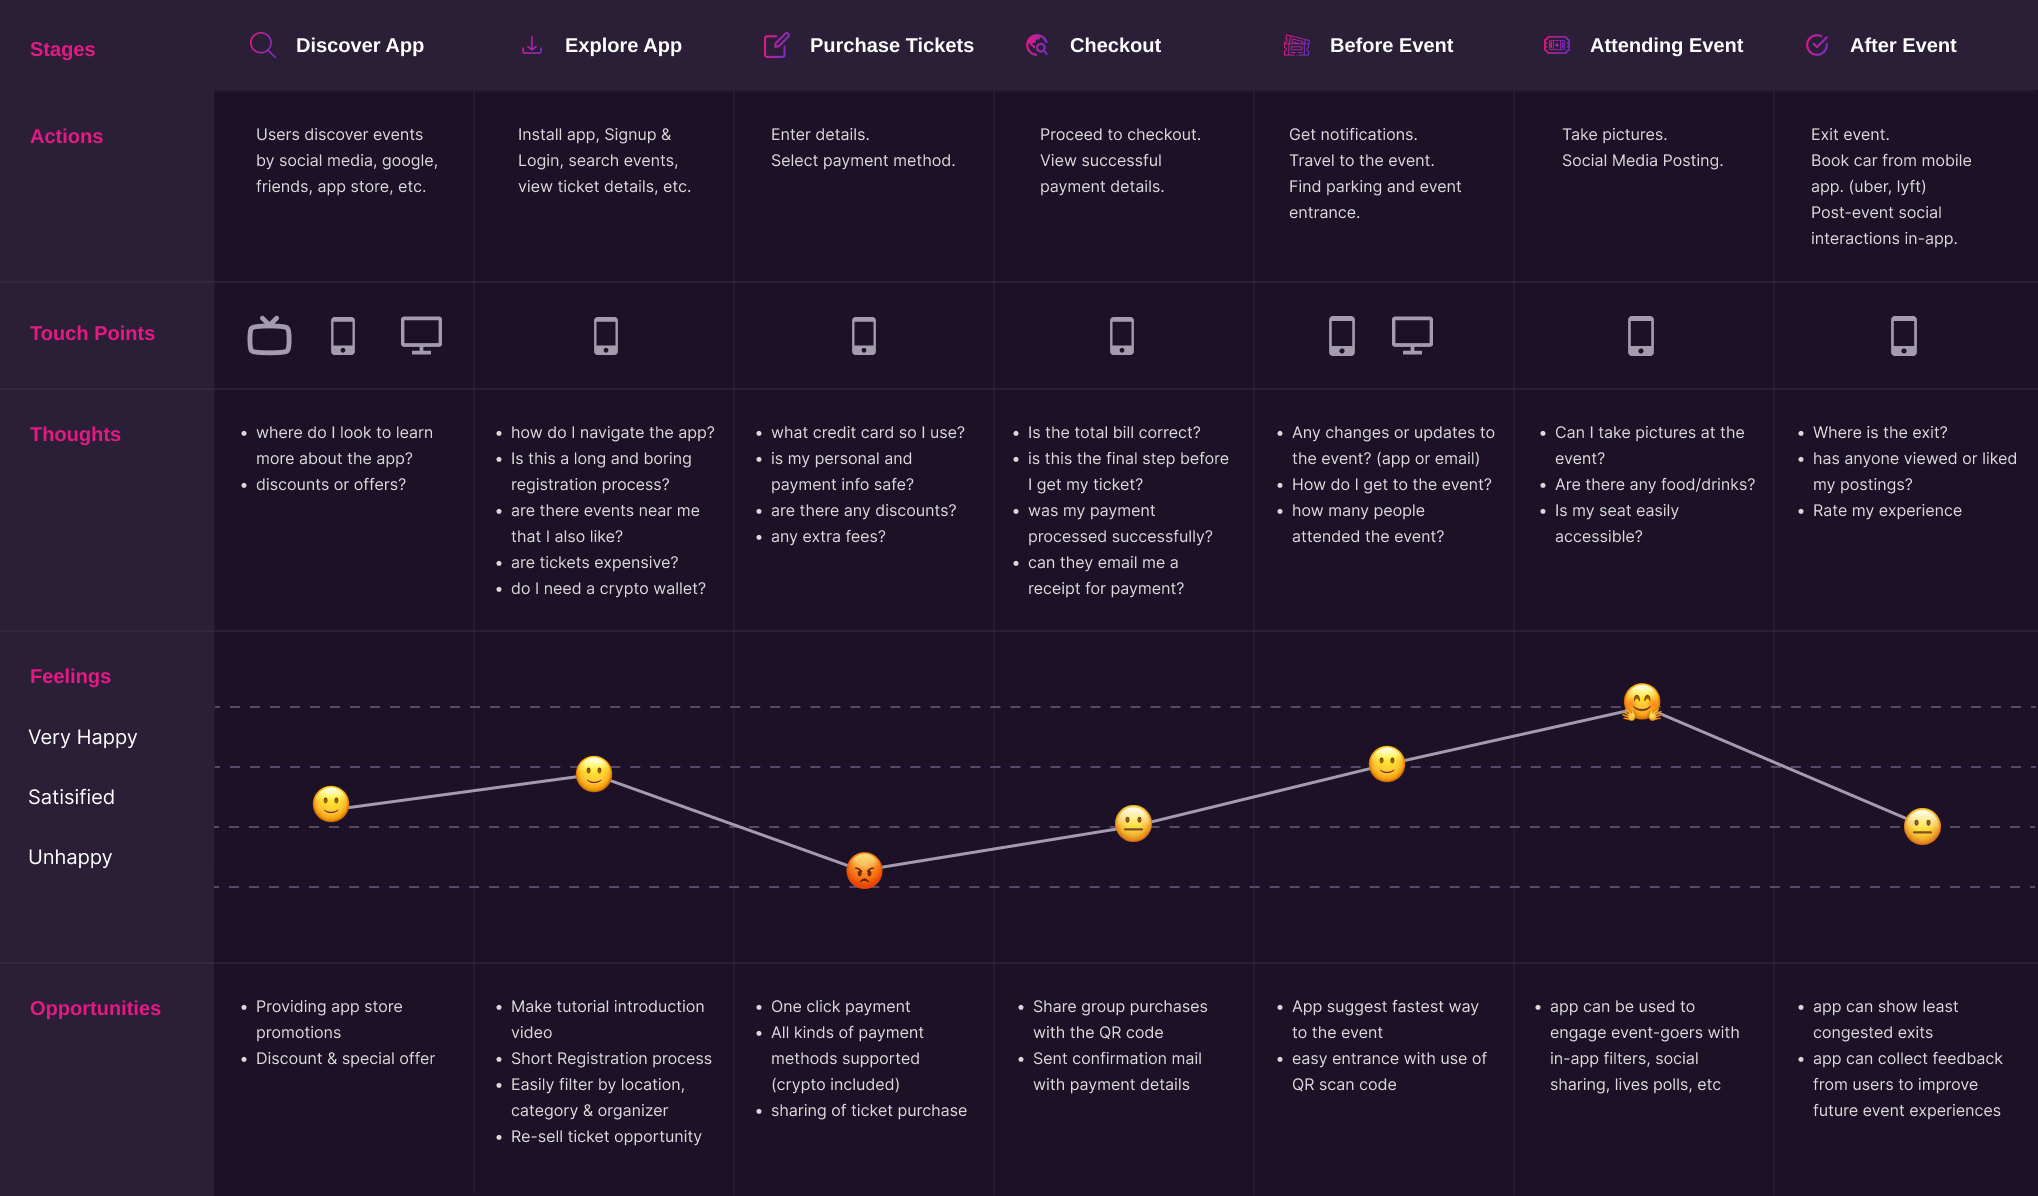 Stages
Discover App
Explore App
Purchase Tickets
Checkout
Before Event
Attending Event
After Event
Actions
Users discover events
by social media, google,
friends, app store, etc.
Install app, Signup &
Login, search events,
view ticket details, etc.
Enter details.
Select payment method.
Proceed to checkout.
View successful
payment details.
Get notifications.
Travel to the event.
Find parking and event
entrance.
Take pictures.
Social Media Posting.
Exit event.
Book car from mobile
app. (uber, lyft)
Post-event social
interactions in-app.
Touch Points
Thoughts
• where do I look to learn
more about the app?
• discounts or offers?
• how do I navigate the app?
• Is this a long and boring
registration process?
• are there events near me
that I also like?
• are tickets expensive?
• do I need a crypto wallet?
• what credit card so I use?
• is my personal and
payment info safe?
• are there any discounts?
• any extra fees?
• Is the total bill correct?
• is this the final step before
I get my ticket?
• was my payment
processed successfully?
• can they email me a
receipt for payment?
• Any changes or updates to
the event? (app or email)
• How do I get to the event?
• how many people
attended the event?
• Can I take pictures at the
event?
• Are there any food/drinks?
• Is my seat easily
accessible?
• Where is the exit?
• has anyone viewed or liked
my postings?
• Rate my experience
Feelings
Very Happy
Satisified
Unhappy
Opportunities
• Providing app store
promotions
• Discount & special offer
• Make tutorial introduction
video
• Short Registration process
• Easily filter by location,
category & organizer
• Re-sell ticket opportunity
• One click payment
• All kinds of payment
methods supported
(crypto included)
• sharing of ticket purchase
• Share group purchases
with the QR code
• Sent confirmation mail
with payment details
• App suggest fastest way
to the event
• easy entrance with use of
QR scan code
• app can be used to
engage event-goers with
in-app filters, social
sharing, lives polls, etc
• app can show least
congested exits
• app can collect feedback
from users to improve
future event experiences